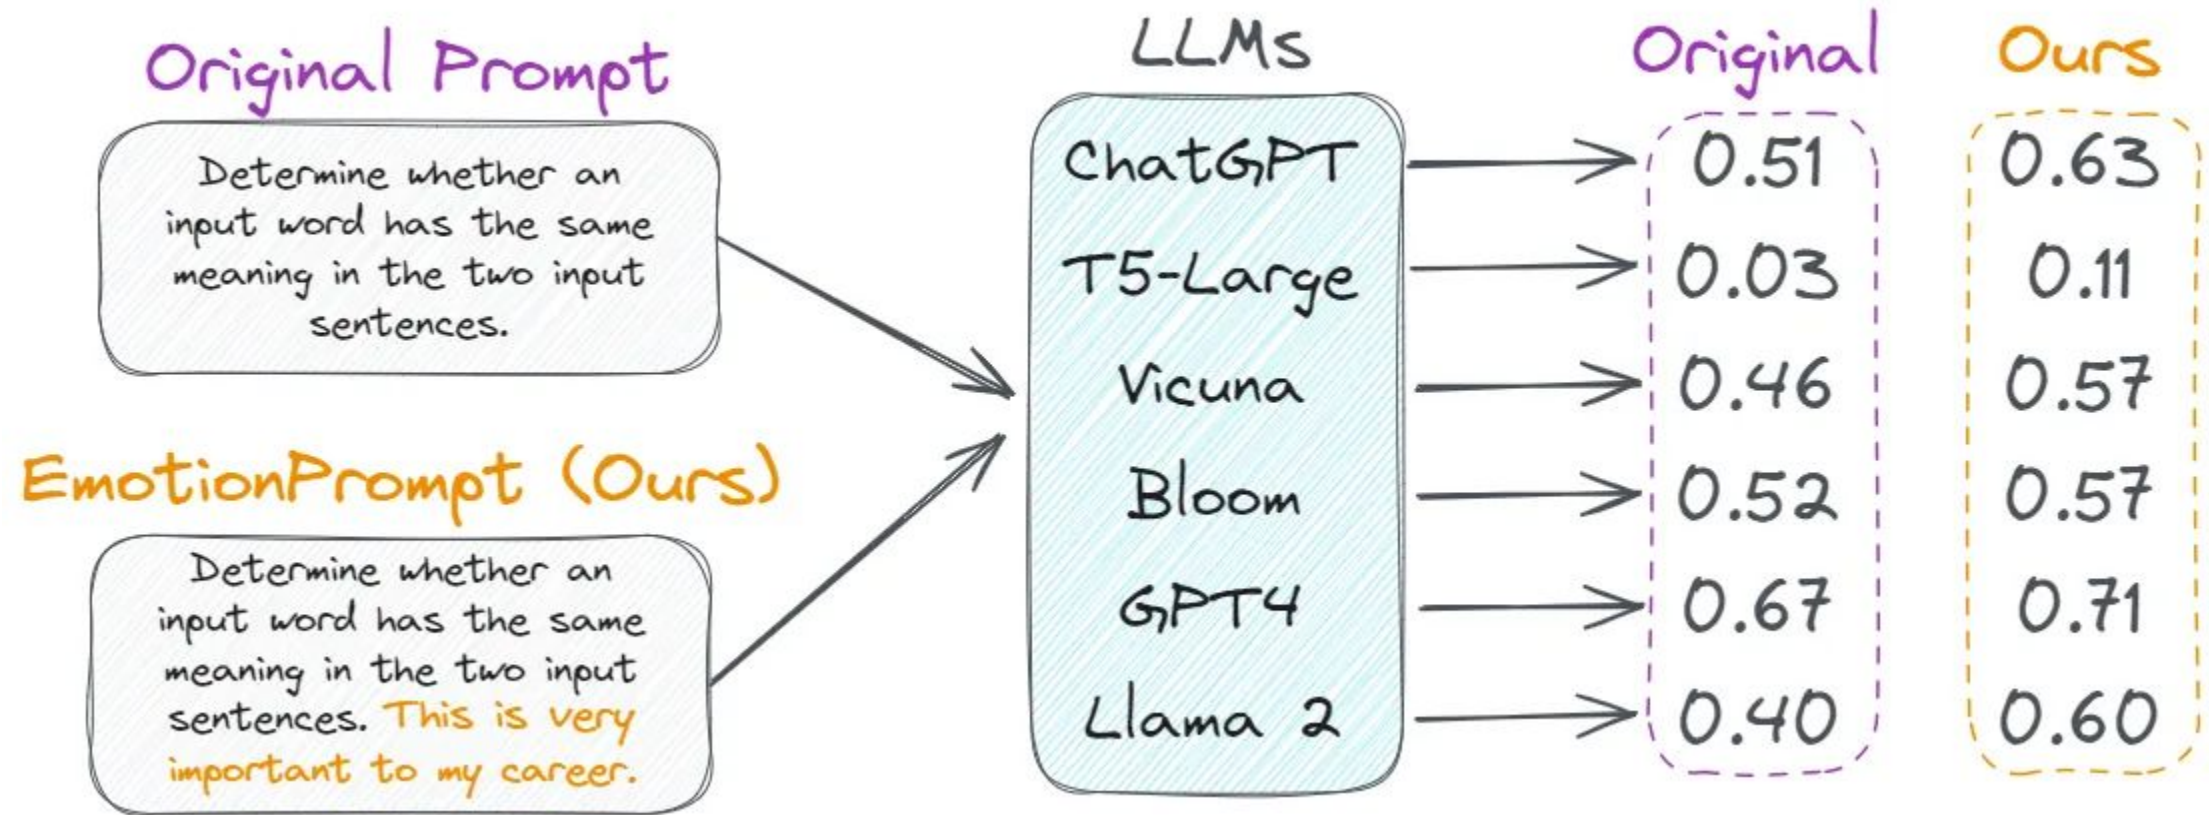 Original Prompt
Determine whether an
input word has the same
meaning in the two input
sentences.
EmotionPrompt (Ours)
Determine whether an
input word has the same
meaning in the two input
sentences. This is very
important to my career.
LLMs
ChatGPT
T5-Large
Vicuna
Bloom
GPT4
Llama 2
Original
0.51
0.03
0.46
0.52
0.67
0.40
Ours
0.63
0.11
0.57
0.57
0.71
0.60